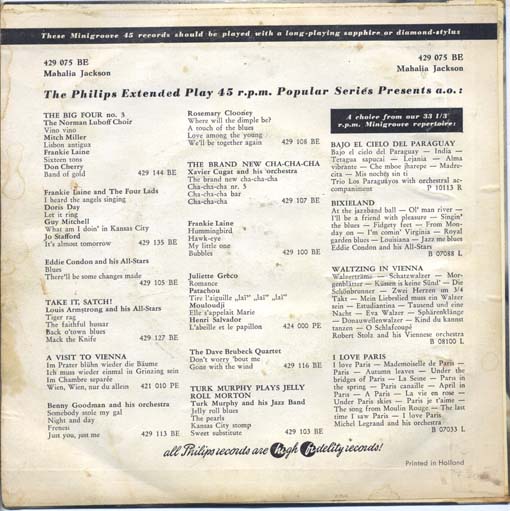 These Minigroove 45 records should be played with a long-playing sapphire or diamond-stylus
429 075 BE
Mahalia Jackson
429 075 BE
Mahalia Jackson
The Philips Extended Play 45 r.p.m. Popular Series Presents a.o.:
THE BIG FOUR no. 3
The Norman Luboff Choir
Vino vino
Mitch Miller
Lisbon antigua
Frankie Laine
Sixteen tons
Don Cherry
Band of gold 429 144 BE
Frankie Laine and The Four Lads
I heard the angels singing
Doris Day
Let it ring
Guy Mitchell
What am I doin' in Kansas City
Jo Stafford
It's almost tomorrow 429 135 BE
Eddie Condon and his All-Stars
Blues
There'll be some changes made
429 105 BE
TAKE IT, SATCH!
Louis Armstrong and his All-Stars
Tiger rag
The faithful hussar
Back o'town blues
Mack the Knife 429 127 BE
A VISIT TO VIENNA
Im Prater blühn wieder die Bäume
Ich muss wieder einmal in Grinzing sein
Im Chambre separée
Wien, Wien, nur du allein 421 010 PE
Benny Goodman and his orchestra
Somebody stole my gal
Night and day
Frenesi
Just you, just me 429 113 BE
Rosemary Clooney
Where will the dimple be?
A touch of the blues
Love among the young
We'll be together again 429 108 BE
THE BRAND NEW CHA-CHA-CHA
Xavier Cugat and his orchestra
The brand new cha-cha-cha
Cha-cha-cha nr. 5
Cha-cha-cha bar
Cha-cha-cha 429 107 BE
Frankie Laine
Hummingbird
Hawk-eye
My little one
Bubbles 429 100 BE
Juliette Gréco
Romance
Patachou
Tire l'aiguille „laï” „laï” „laï”
Mouloudji
Elle s'appelait Marie
Henri Salvador
L'abeille et le papillon 424 000 PE
The Dave Brubeck Quartet
Don't worry 'bout me
Gone with the wind 429 116 BE
TURK MURPHY PLAYS JELLY
ROLL MORTON
Turk Murphy and his Jazz Band
Jelly roll blues
The pearls
Kansas City stomp
Sweet substitute 429 103 BE
A choice from our 33 1/3
r.p.m. Minigroove repertoire:
BAJO EL CIELO DEL PARAGUAY
Bajo el cielo del Paraguay — India —
Tetagua sapucai — Lejania — Alma
vibrante — Che mboe jharepe — Madre-
cita — Mis noches sin ti
Trio Los Paraguayos with orchestral ac-
companiment P 10113 R
BIXIELAND
At the jazzband ball — Ol' man river —
I'll be a friend with pleasure — Singin'
the blues — Fidgety feet — From Mon-
day on — I'm comin' Virginia — Royal
garden blues — Louisiana — Jazz me blues
Eddie Condon and his All-Stars
B 07088 L
WALTZING IN VIENNA
Walzerträume — Schatzwalzer — Mor-
genblätter — Küssen is keine Sünd' — Die
Schönbrunner — Zwei Herzen im 3/4
Takt — Mein Liebeslied muss ein Walzer
sein — Estudiantina — Tausend und eine
Nacht — Eva Walzer — Sphärenklänge
— Donauwellenwalzer — Kind du kannst
tanzen — O Schlafcoupé
Robert Stolz and his Viennese orchestra
B 08100 L
I LOVE PARIS
I love Paris — Mademoiselle de Paris —
Paris — Autumn leaves — Under the
bridges of Paris — La Seine — Paris in
the spring — Paris canaille — April in
Paris — A Paris — La vie en rose —
Under Paris skies — Paris je t'aime —
The song from Moulin Rouge — The last
time I saw Paris — I love Paris
Michel Legrand and his orchestra
B 07033 L
all Philips records are high fidelity records!
Printed in Holland